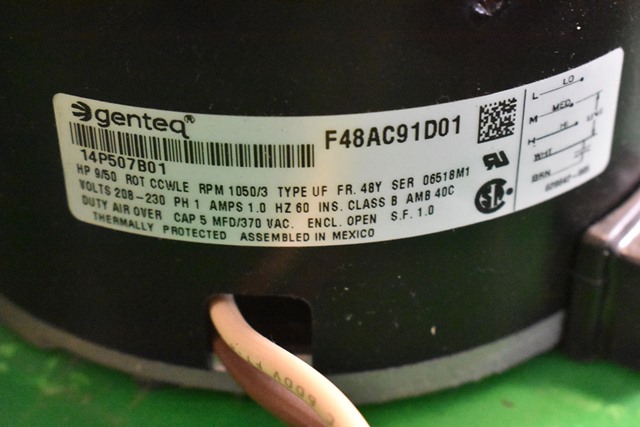 genteq®
F48AC91D01
14P507B01
HP 9/50 ROT CCWLE RPM 1050/3 TYPE UF FR. 48Y SER 06518M1
VOLTS 208-230 PH 1 AMPS 1.0 HZ 60 INS. CLASS B AMB 40C
DUTY AIR OVER CAP 5 MFD/370 VAC. ENCL. OPEN S.F. 1.0
THERMALLY PROTECTED ASSEMBLED IN MEXICO
L LO
M MED
H HI
WHT
BRN
LINE
600V